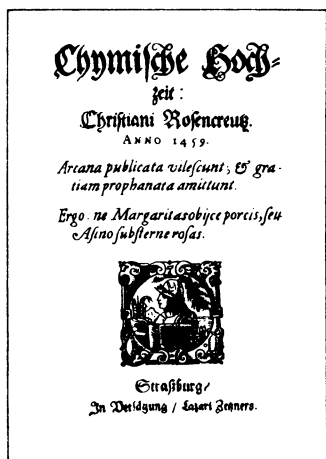 Chymische Hoch-
zeit:
Christiani Rosencreutz.
ANNO 1459.
Arcana publicata vilescunt; & gra-
tiam prophanata amittunt.
Ergo ne Margaritas obijce porcis, seu
Asino substerne rosas.
Straßburg/
In Verlägung / Lazari Zetzners.